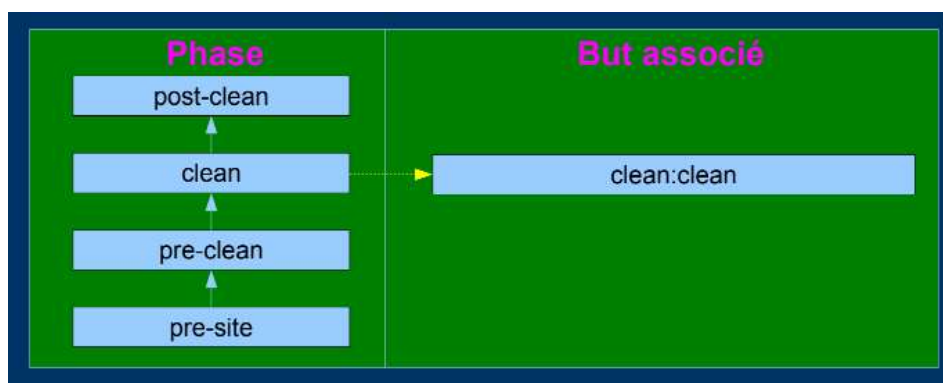 Phase
But associé
post-clean
clean
clean:clean
pre-clean
pre-site